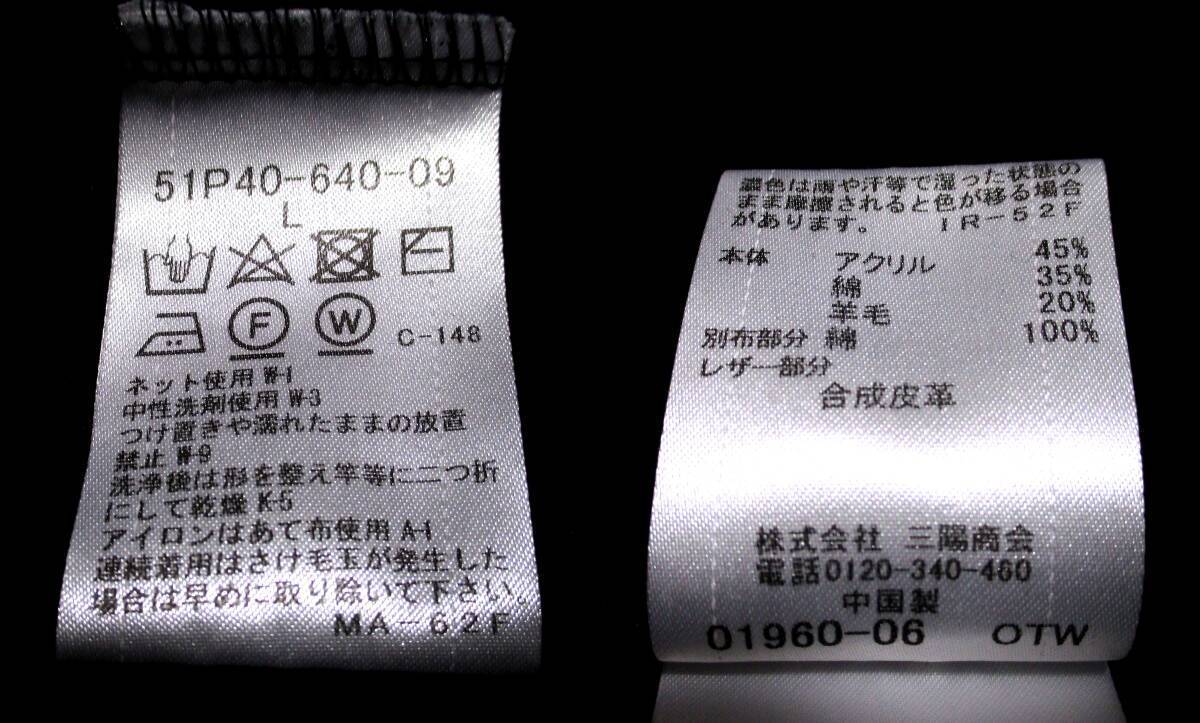 51P40-640-09
L
F W C-148
ネット使用 W-1
中性洗剤使用 W-3
つけ置きや濡れたままの放置
禁止 W-9
洗浄後は形を整え竿等に二つ折
にして乾燥 K-5
アイロンはあて布使用 A-1
連続着用はさけ毛玉が発生した
場合は早めに取り除いて下さい。
MA-62F
濃色は雨や汗等で湿った状態の
まま摩擦されると色が移る場合
があります。 IR-52F
本体 アクリル 45%
綿 35%
羊毛 20%
別布部分 綿 100%
レザー部分
合成皮革
株式会社 三陽商会
電話0120-340-460
中国製
01960-06 OTW